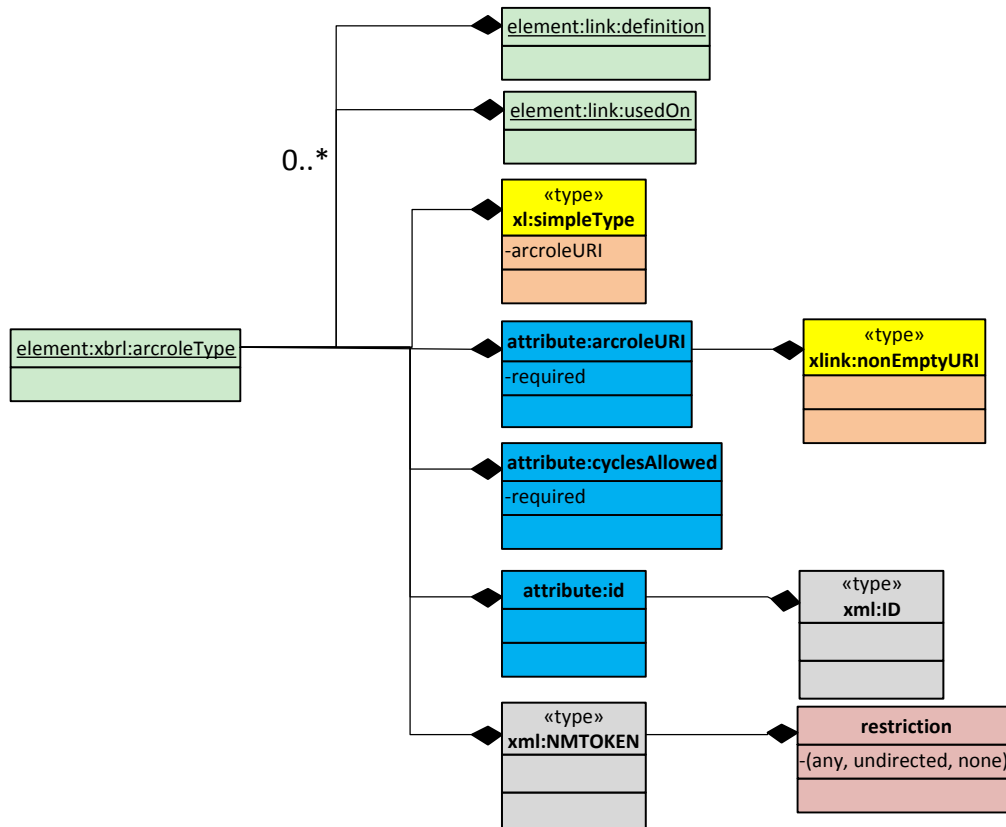 element:link:definition
element:link:usedOn
0..*
«type»
xl:simpleType
-arcroleURI
element:xbrl:arcroleType
attribute:arcroleURI
-required
«type»
xlink:nonEmptyURI
attribute:cyclesAllowed
-required
attribute:id
«type»
xml:ID
«type»
xml:NMTOKEN
restriction
-(any, undirected, none)